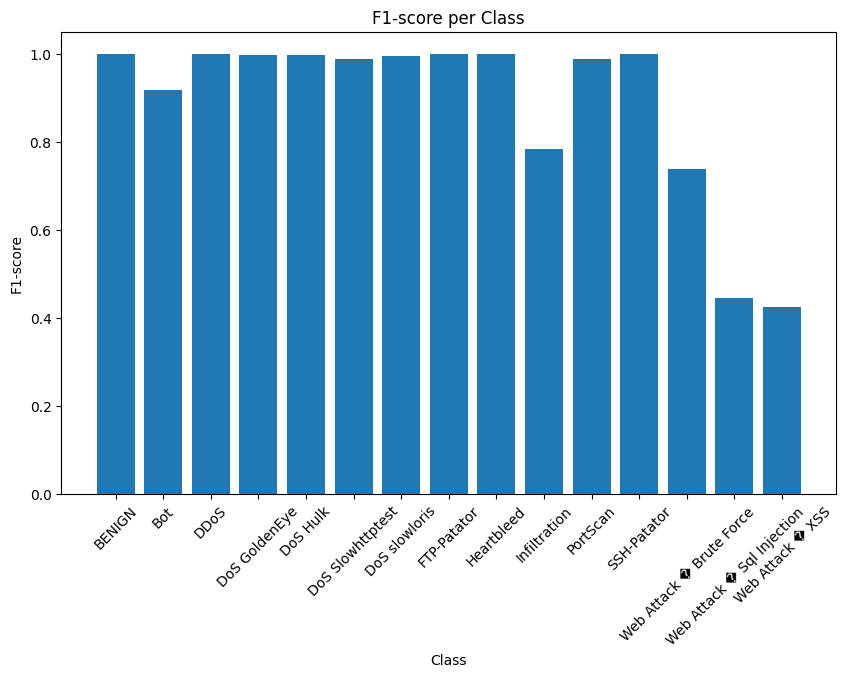 F1-score per Class
F1-score
1.0
0.8
0.6
0.4
0.2
0.0
BENIGN
Bot
DDoS
DoS GoldenEye
DoS Hulk
DoS Slowhttptest
DoS slowloris
FTP-Patator
Heartbleed
Infiltration
PortScan
SSH-Patator
Web Attack � Brute Force
Web Attack � Sql Injection
Web Attack � XSS
Class